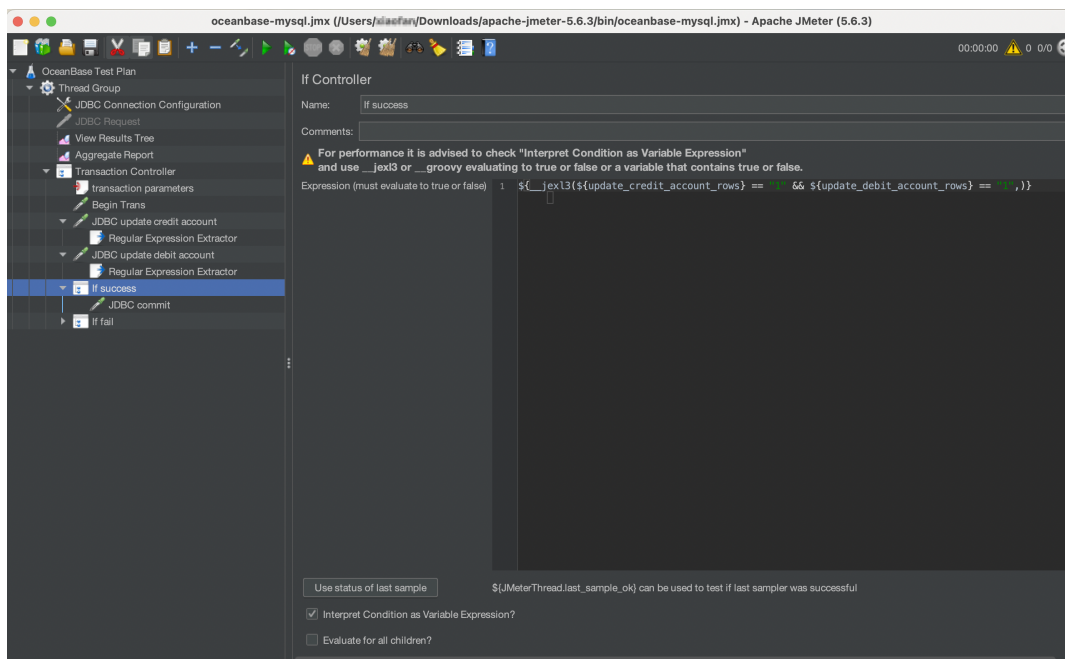 oceanbase-mysql.jmx (/Users/xiaofan/Downloads/apache-jmeter-5.6.3/bin/oceanbase-mysql.jmx) - Apache JMeter (5.6.3)
00:00:00 0 0/0
OceanBase Test Plan
Thread Group
JDBC Connection Configuration
JDBC Request
View Results Tree
Aggregate Report
Transaction Controller
transaction parameters
Begin Trans
JDBC update credit account
Regular Expression Extractor
JDBC update debit account
Regular Expression Extractor
If success
JDBC commit
If fail
If Controller
Name: If success
Comments:
For performance it is advised to check "Interpret Condition as Variable Expression"
and use __jexl3 or __groovy evaluating to true or false or a variable that contains true or false.
Expression (must evaluate to true or false) 1 ${__jexl3(${update_credit_account_rows} == "1" && ${update_debit_account_rows} == "1",)}
Use status of last sample ${JMeterThread.last_sample_ok} can be used to test if last sampler was successful
Interpret Condition as Variable Expression?
Evaluate for all children?